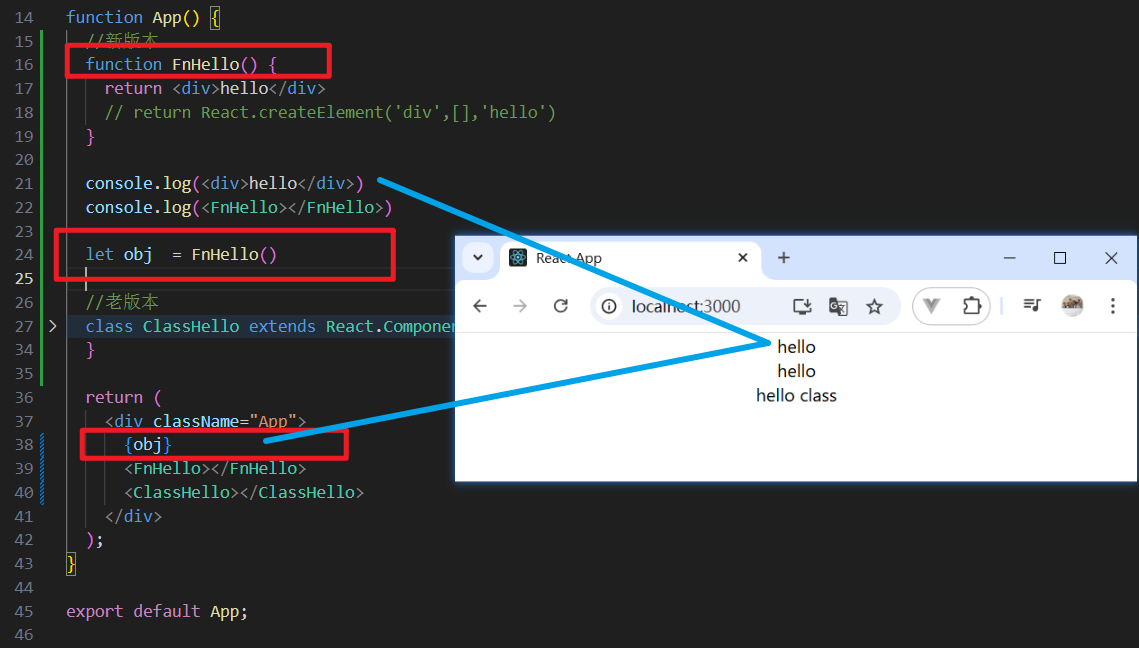 14 function App() {
15 //新版本
16 function FnHello() {
17 return <div>hello</div>
18 // return React.createElement('div',[],'hello')
19 }
20
21 console.log(<div>hello</div>)
22 console.log(<FnHello></FnHello>)
23
24 let obj  = FnHello()
25
26 //老版本
27 class ClassHello extends React.Componen
34 }
35
36 return (
37 <div className="App">
38 {obj}
39 <FnHello></FnHello>
40 <ClassHello></ClassHello>
41 </div>
42 );
43 }
44
45 export default App;
46
React App
localhost:3000
hello
hello
hello class